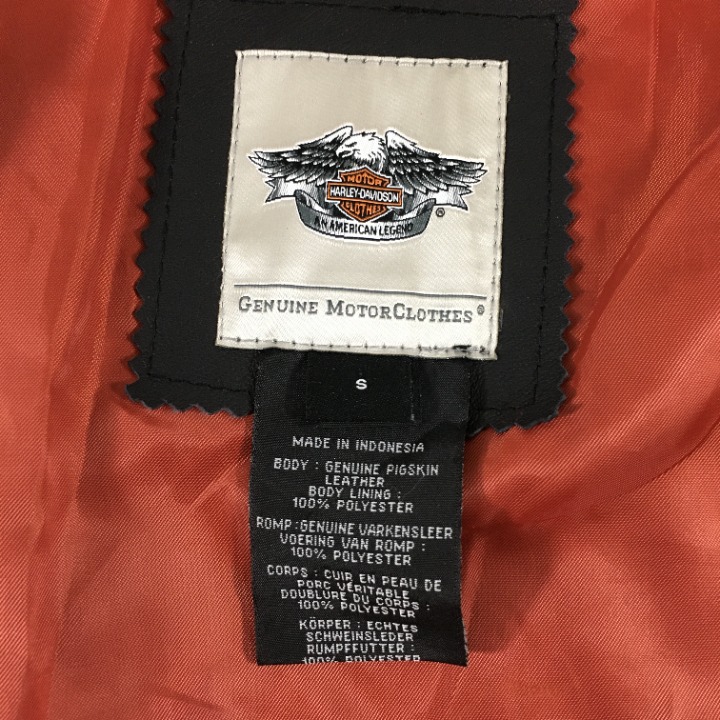 MOTOR
HARLEY-DAVIDSON
CLOTHES
AN AMERICAN LEGEND
®
GENUINE MOTORCLOTHES®
S
MADE IN INDONESIA
BODY : GENUINE PIGSKIN
LEATHER
BODY LINING :
100% POLYESTER
ROMP : GENUINE VARKENSLEER
VOERING VAN ROMP :
100% POLYESTER
CORPS : CUIR EN PEAU DE
PORC VÉRITABLE
DOUBLURE DU CORPS :
100% POLYESTER
KÖRPER : ECHTES
SCHWEINSLEDER
RUMPFFUTTER :
100% POLYESTER